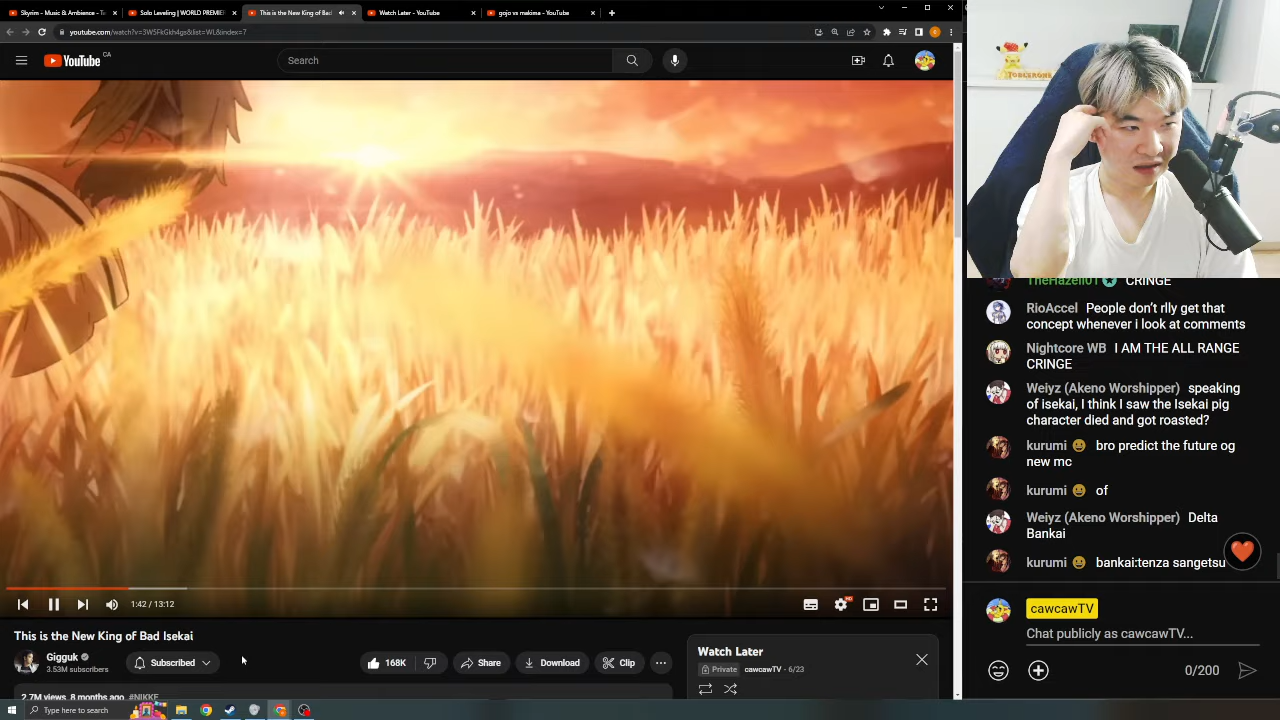 Skyrim - Music & Ambience - Tw
Solo Leveling | WORLD PREMIE
This is the New King of Bad
Watch Later - YouTube
gojo vs makima - YouTube
youtube.com/watch?v=3W5FkGkh4gs&list=WL&index=7
YouTube CA
Search
1:42 / 13:12
HD
This is the New King of Bad Isekai
Gigguk
3.53M subscribers
Subscribed
168K
Share
Download
Clip
2.7M views 8 months ago #NIKKE
Watch Later
Private cawcawTV - 6/23
TOBLERONE
TheHazell01 CRINGE
RioAccel People don't rlly get that
concept whenever i look at comments
Nightcore WB I AM THE ALL RANGE
CRINGE
Weiyz (Akeno Worshipper) speaking
of isekai, I think I saw the Isekai pig
character died and got roasted?
kurumi bro predict the future og
new mc
kurumi of
Weiyz (Akeno Worshipper) Delta
Bankai
kurumi bankai:tenza sangetsu
cawcawTV
Chat publicly as cawcawTV...
0/200
Type here to search